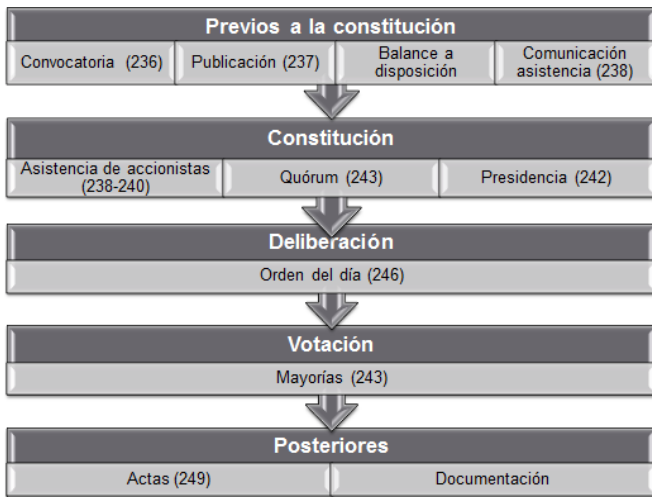 Previos a la constitución
Convocatoria (236)
Publicación (237)
Balance a
disposición
Comunicación
asistencia (238)
Constitución
Asistencia de accionistas
(238-240)
Quórum (243)
Presidencia (242)
Deliberación
Orden del día (246)
Votación
Mayorías (243)
Posteriores
Actas (249)
Documentación